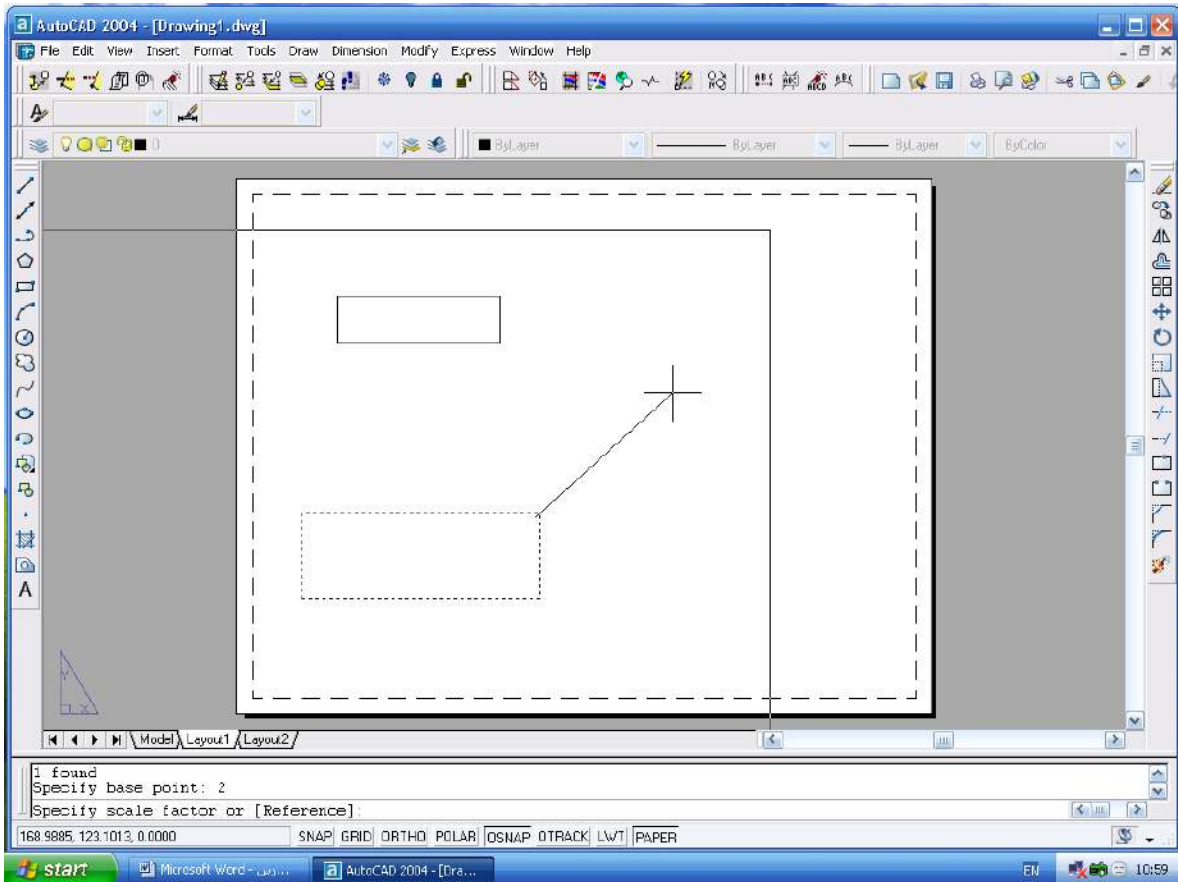 AutoCAD 2004 - [Drawing1.dwg]
File Edit View Insert Format Tools Draw Dimension Modify Express Window Help
0
ByLayer
ByLayer
ByLayer
ByColor
A
Y
X
Model
Layout1
Layout2
1 found
Specify base point: 2
Specify scale factor or [Reference]:
168.9885, 123.1013, 0.0000
SNAP GRID ORTHO POLAR OSNAP OTRACK LWT PAPER
start
Microsoft Word -
AutoCAD 2004 - [Dra...
EN
10:59